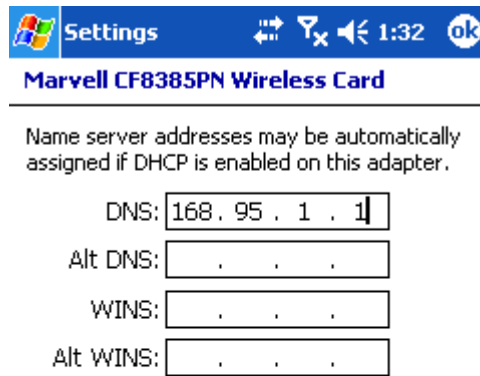 Settings 1:32 ok
Marvell CF8385PN Wireless Card
Name server addresses may be automatically
assigned if DHCP is enabled on this adapter.
DNS: 168 . 95 . 1 . 1
Alt DNS: . . .
WINS: . . .
Alt WINS: . . .